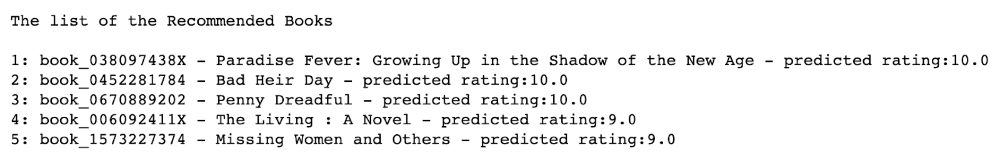 The list of the Recommended Books
1: book_038097438X - Paradise Fever: Growing Up in the Shadow of the New Age - predicted rating:10.0
2: book_0452281784 - Bad Heir Day - predicted rating:10.0
3: book_0670889202 - Penny Dreadful - predicted rating:10.0
4: book_006092411X - The Living : A Novel - predicted rating:9.0
5: book_1573227374 - Missing Women and Others - predicted rating:9.0